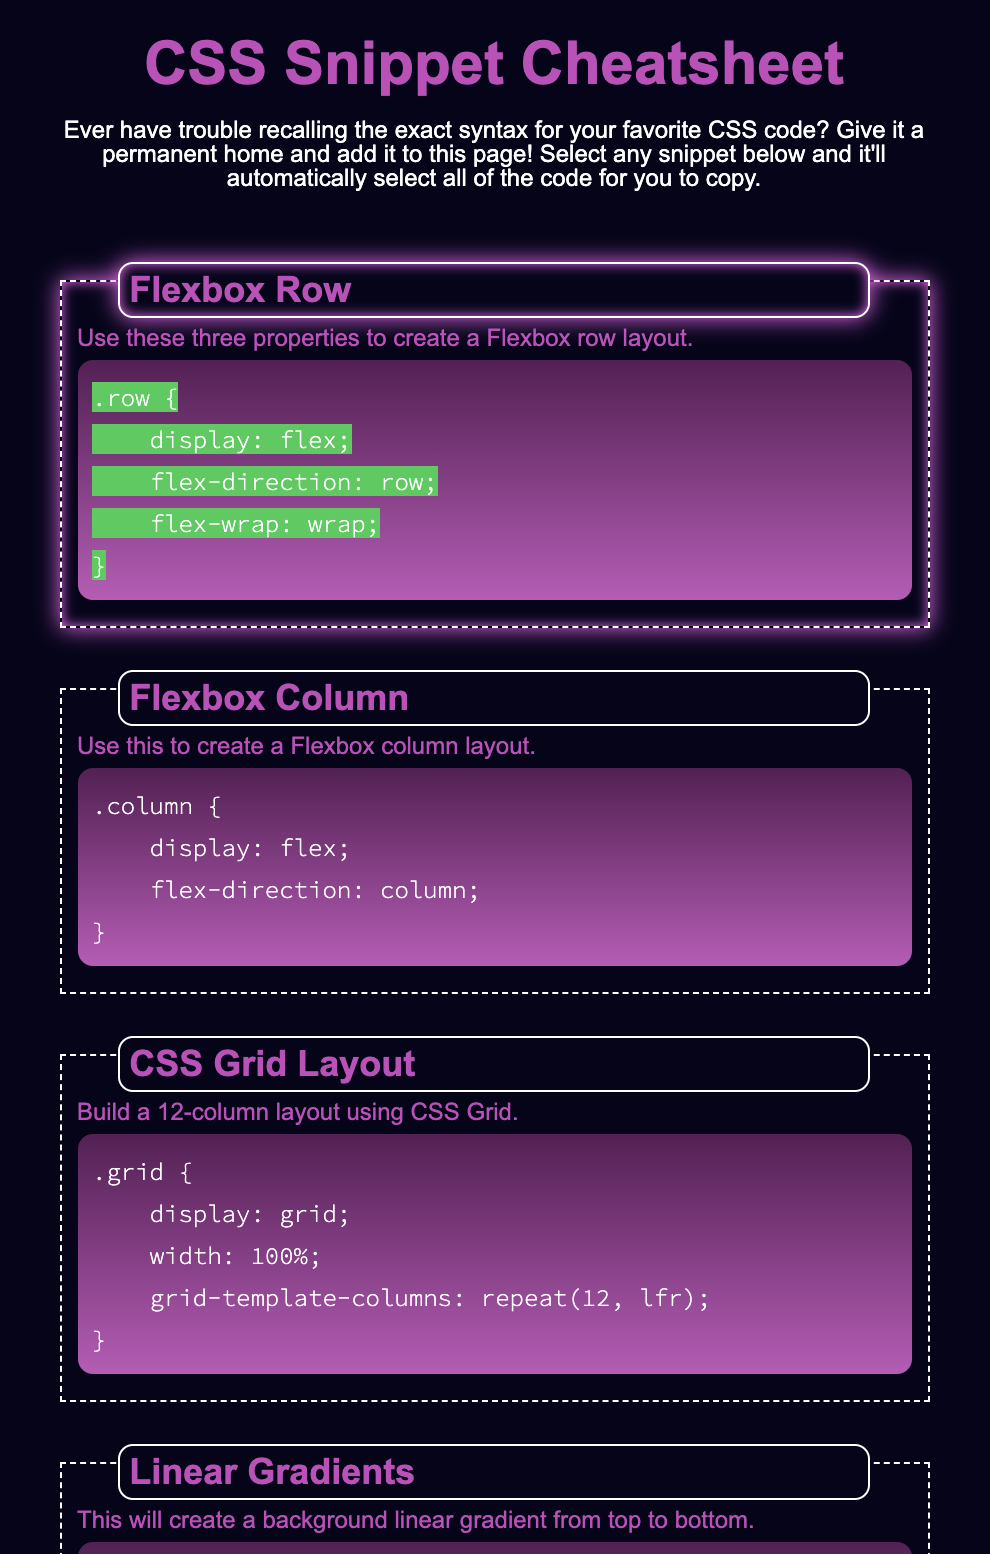 CSS Snippet Cheatsheet
Ever have trouble recalling the exact syntax for your favorite CSS code? Give it a
permanent home and add it to this page! Select any snippet below and it'll
automatically select all of the code for you to copy.
Flexbox Row
Use these three properties to create a Flexbox row layout.
.row {
    display: flex;
    flex-direction: row;
    flex-wrap: wrap;
}
Flexbox Column
Use this to create a Flexbox column layout.
.column {
    display: flex;
    flex-direction: column;
}
CSS Grid Layout
Build a 12-column layout using CSS Grid.
.grid {
    display: grid;
    width: 100%;
    grid-template-columns: repeat(12, lfr);
}
Linear Gradients
This will create a background linear gradient from top to bottom.